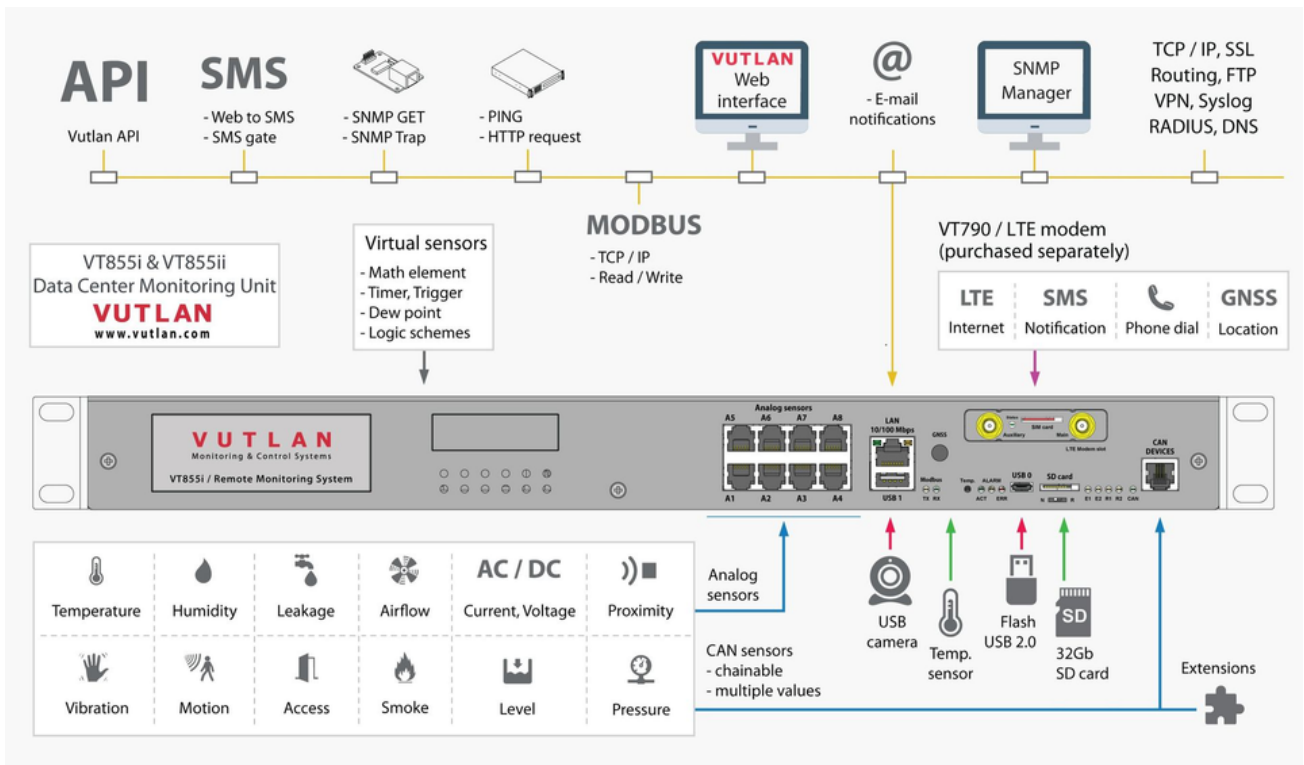 API
Vutlan API
SMS
- Web to SMS
- SMS gate
- SNMP GET
- SNMP Trap
- PING
- HTTP request
VUTLAN
Web
interface
@
- E-mail
notifications
SNMP
Manager
TCP / IP, SSL
Routing, FTP
VPN, Syslog
RADIUS, DNS
MODBUS
- TCP / IP
- Read / Write
VT855i & VT855ii
Data Center Monitoring Unit
VUTLAN
www.vutlan.com
Virtual sensors
- Math element
- Timer, Trigger
- Dew point
- Logic schemes
VT790 / LTE modem
(purchased separately)
LTE
Internet
SMS
Notification
Phone dial
GNSS
Location
VUTLAN
Monitoring & Control Systems
VT855i / Remote Monitoring System
Analog sensors
A5 A6 A7 A8
A1 A2 A3 A4
LAN
10/100 Mbps
USB 1
GNSS
Modbus
TX RX
Status
SIM card
Auxiliary
Main
LTE Modem slot
Temp. ALARM
ACT ERR
USB 0
SD card
N R E1 E2 R1 R2 CAN
CAN
DEVICES
Temperature
Humidity
Leakage
Airflow
AC / DC
Current, Voltage
Proximity
Vibration
Motion
Access
Smoke
Level
Pressure
Analog
sensors
CAN sensors
- chainable
- multiple values
USB
camera
Temp.
sensor
Flash
USB 2.0
SD
32Gb
SD card
Extensions